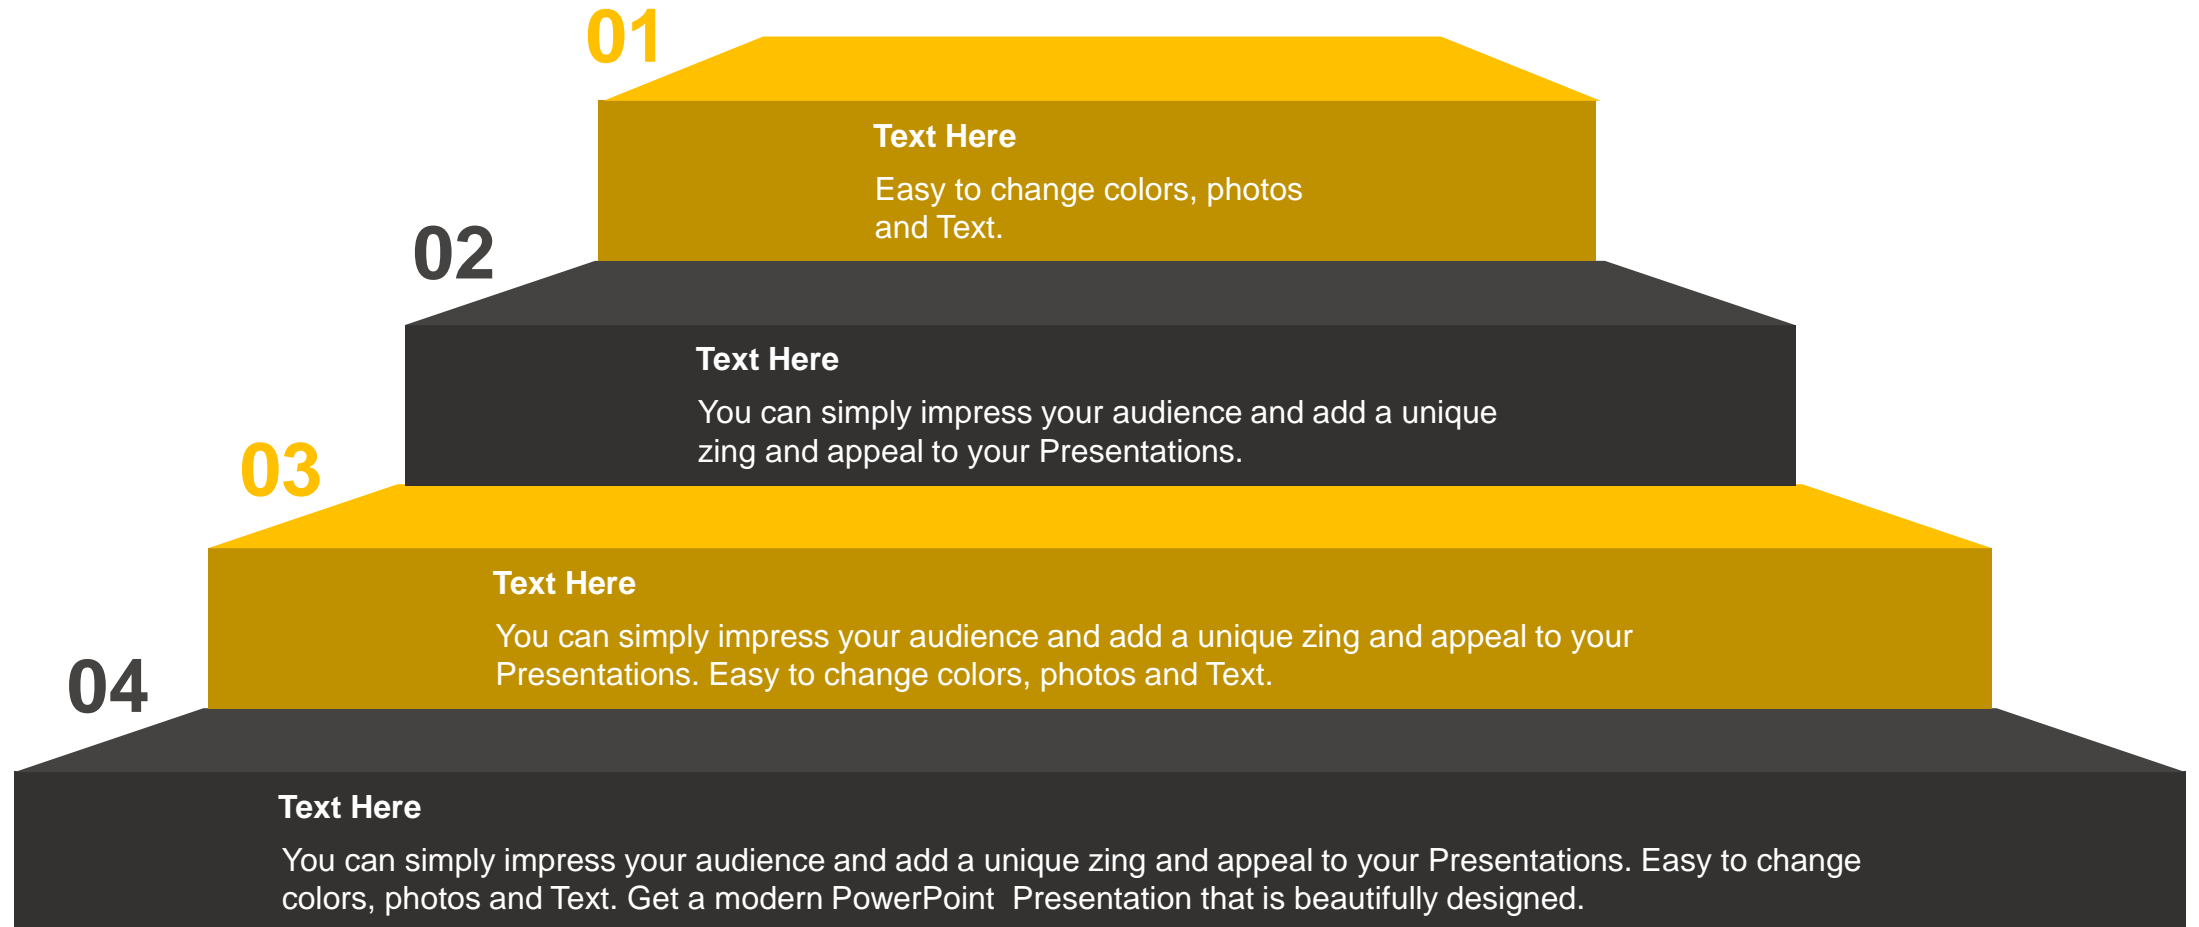 01
Text Here
Easy to change colors, photos
and Text.
02
Text Here
You can simply impress your audience and add a unique
zing and appeal to your Presentations.
03
Text Here
You can simply impress your audience and add a unique zing and appeal to your
Presentations. Easy to change colors, photos and Text.
04
Text Here
You can simply impress your audience and add a unique zing and appeal to your Presentations. Easy to change
colors, photos and Text. Get a modern PowerPoint  Presentation that is beautifully designed.